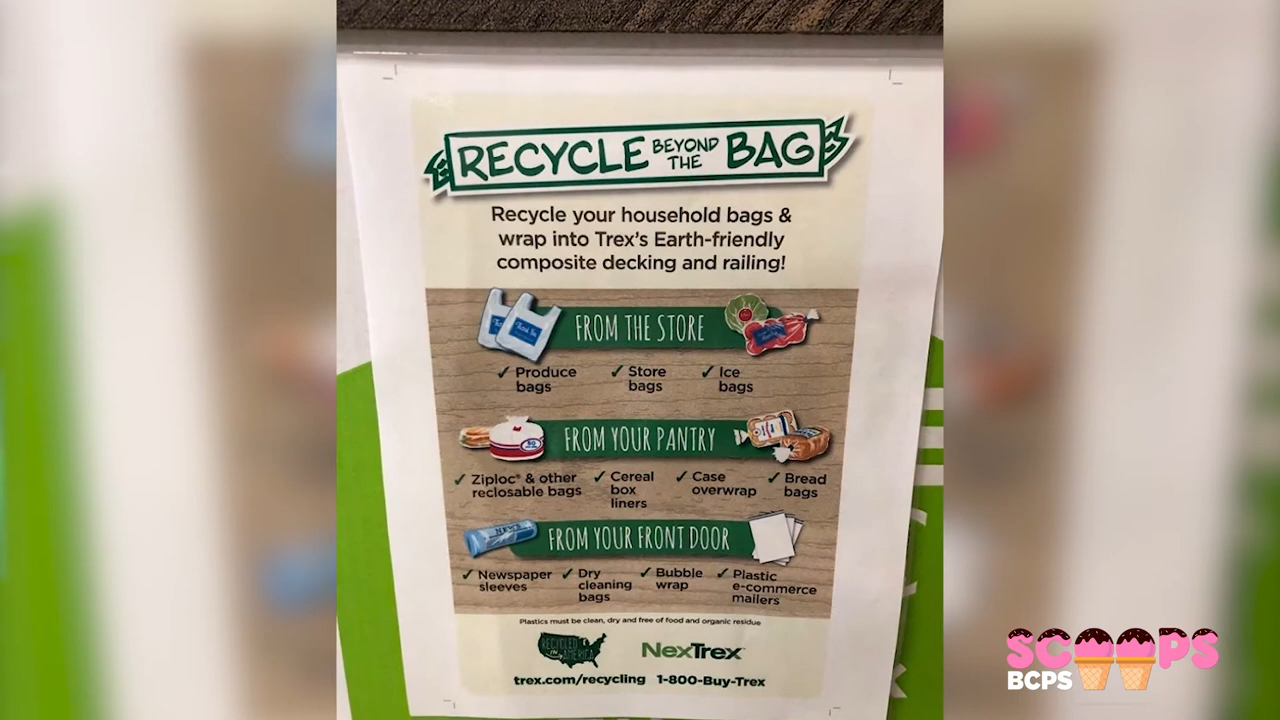 RECYCLE BEYOND THE BAG
Recycle your household bags &
wrap into Trex's Earth-friendly
composite decking and railing!
FROM THE STORE
✓ Produce bags
✓ Store bags
✓ Ice bags
FROM YOUR PANTRY
✓ Ziploc® & other reclosable bags
✓ Cereal box liners
✓ Case overwrap
✓ Bread bags
NEWS
FROM YOUR FRONT DOOR
✓ Newspaper sleeves
✓ Dry cleaning bags
✓ Bubble wrap
✓ Plastic e-commerce mailers
Plastics must be clean, dry and free of food and organic residue
RECYCLED IN AMERICA
NexTrex
trex.com/recycling 1-800-Buy-Trex
SCOOPS
BCPS